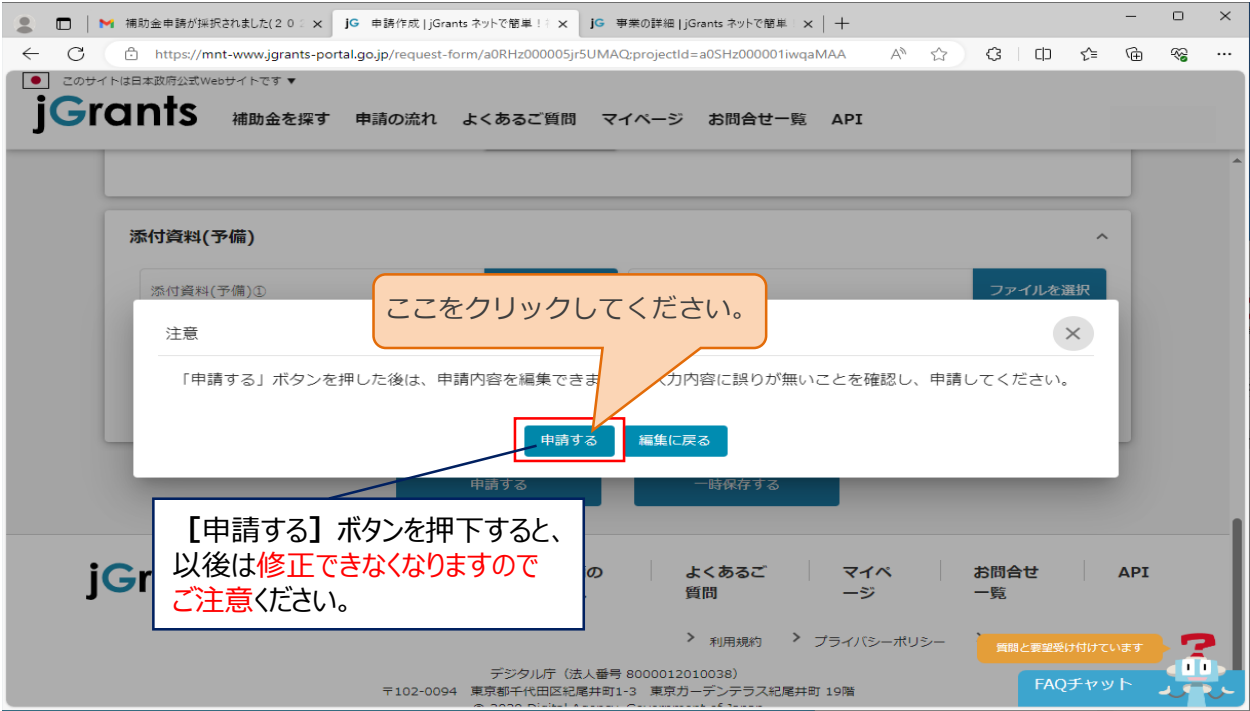 補助金申請が採択されました(20
jG 申請作成 | jGrants ネットで簡単！
jG 事業の詳細 | jGrants ネットで簡単
https://mnt-www.jgrants-portal.go.jp/request-form/a0RHz000005jr5UMAQ;projectId=a0SHz000001iwqaMAA
このサイトは日本政府公式Webサイトです ▼
jGrants 補助金を探す 申請の流れ よくあるご質問 マイページ お問合せ一覧 API
添付資料(予備)
添付資料(予備)①
ファイルを選択
ここをクリックしてください。
注意
「申請する」ボタンを押した後は、申請内容を編集できま
力内容に誤りが無いことを確認し、申請してください。
申請する 編集に戻る
申請する 一時保存する
【申請する】ボタンを押下すると、
以後は修正できなくなりますので
ご注意ください。
jGr
の
よくあるご
質問
マイペ
ージ
お問合せ
一覧
API
利用規約
プライバシーポリシー
質問と要望受け付けています
FAQチャット
デジタル庁（法人番号 8000012010038）
〒102-0094 東京都千代田区紀尾井町1-3 東京ガーデンテラス紀尾井町 19階